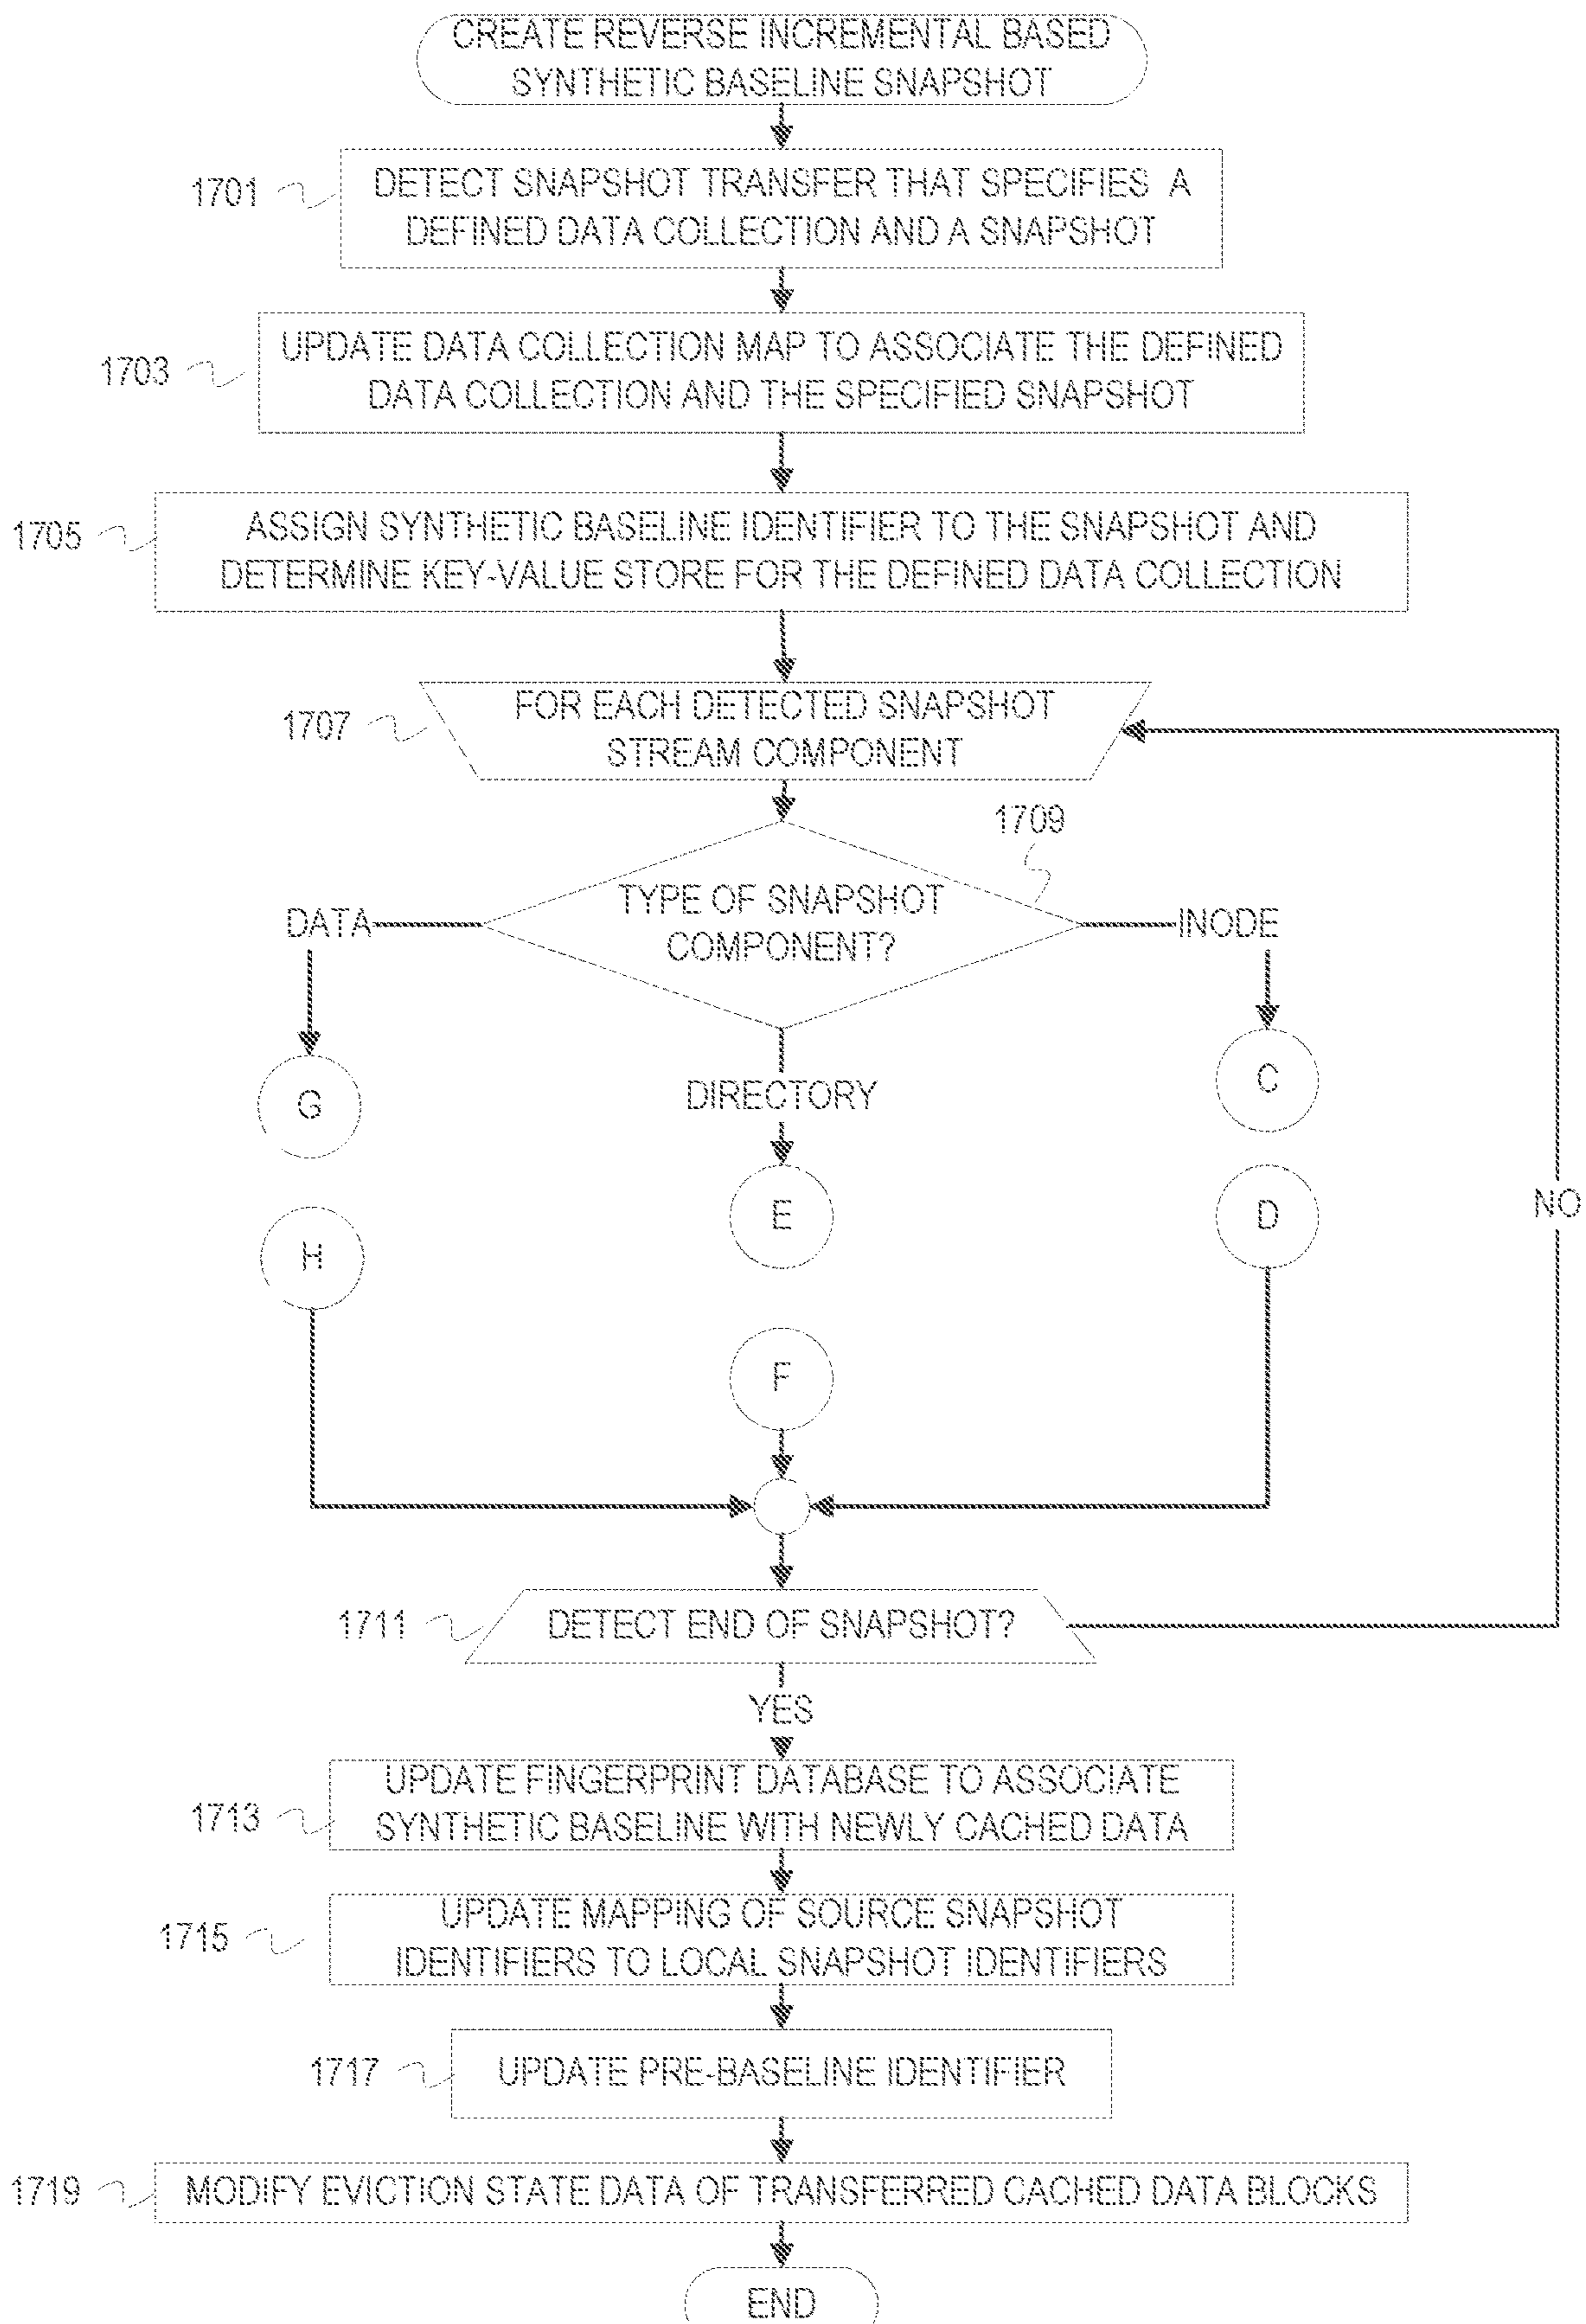 CREATE REVERSE INCREMENTAL BASED
SYNTHETIC BASELINE SNAPSHOT
1701
DETECT SNAPSHOT TRANSFER THAT SPECIFIES A
DEFINED DATA COLLECTION AND A SNAPSHOT
1703
UPDATE DATA COLLECTION MAP TO ASSOCIATE THE DEFINED
DATA COLLECTION AND THE SPECIFIED SNAPSHOT
1705
ASSIGN SYNTHETIC BASELINE IDENTIFIER TO THE SNAPSHOT AND
DETERMINE KEY-VALUE STORE FOR THE DEFINED DATA COLLECTION
1707
FOR EACH DETECTED SNAPSHOT
STREAM COMPONENT
1709
TYPE OF SNAPSHOT
COMPONENT?
DATA
INODE
DIRECTORY
G
C
E
D
H
F
NO
1711
DETECT END OF SNAPSHOT?
YES
1713
UPDATE FINGERPRINT DATABASE TO ASSOCIATE
SYNTHETIC BASELINE WITH NEWLY CACHED DATA
1715
UPDATE MAPPING OF SOURCE SNAPSHOT
IDENTIFIERS TO LOCAL SNAPSHOT IDENTIFIERS
1717
UPDATE PRE-BASELINE IDENTIFIER
1719
MODIFY EVICTION STATE DATA OF TRANSFERRED CACHED DATA BLOCKS
END